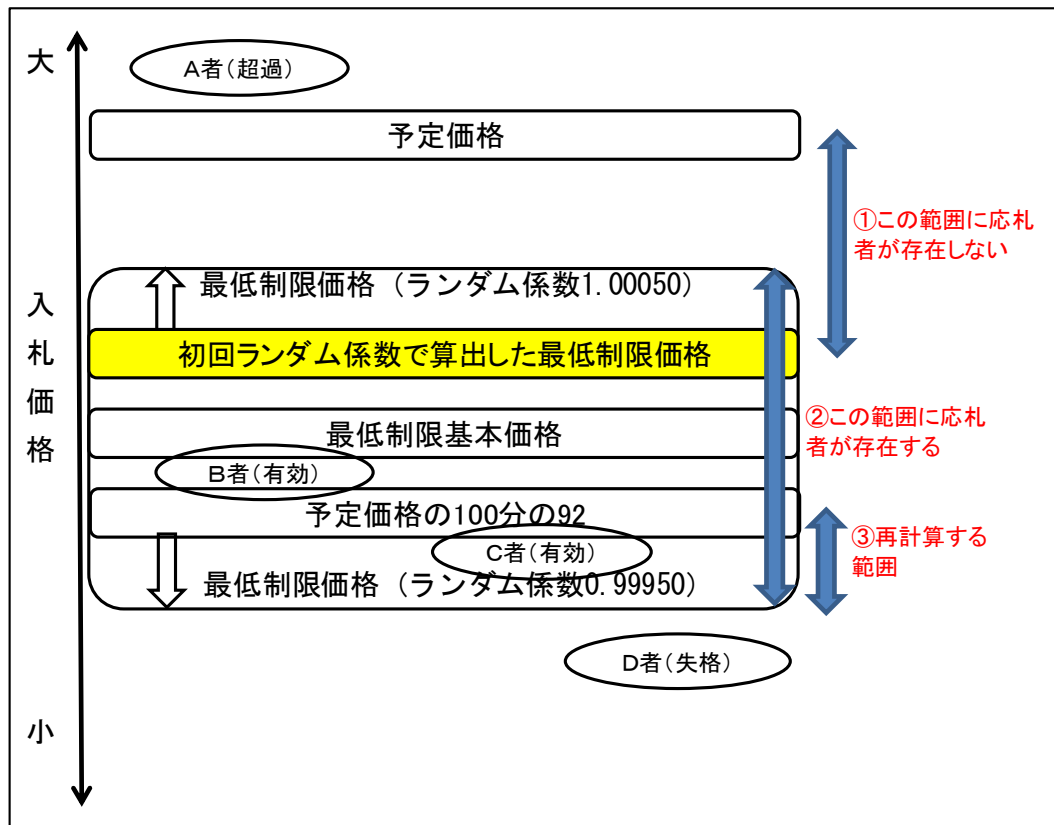 大
入
札
価
格
小
A者(超過)
予定価格
①この範囲に応札
者が存在しない
最低制限価格(ランダム係数1.00050)
初回ランダム係数で算出した最低制限価格
最低制限基本価格
②この範囲に応札
者が存在する
B者(有効)
予定価格の100分の92
C者(有効)
③再計算する
範囲
最低制限価格(ランダム係数0.99950)
D者(失格)